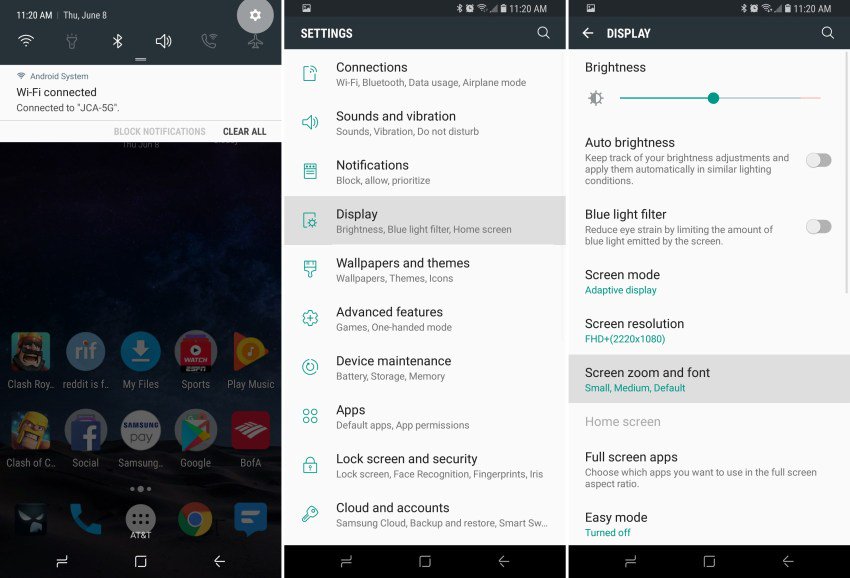 11:20 AM | Thu, June 8
Android System
Wi-Fi connected
Connected to "JCA-5G".
BLOCK NOTIFICATIONS CLEAR ALL
Thu Jun 8
Clash Roy..
reddit is f..
My Files
Sports
Play Music
rif
WATCH
ESPN
Clash of C..
Social
Samsung..
Google
BofA
SAMSUNG
pay
AT&T
11:20 AM
SETTINGS
Connections
Wi-Fi, Bluetooth, Data usage, Airplane mode
Sounds and vibration
Sounds, Vibration, Do not disturb
Notifications
Block, allow, prioritize
Display
Brightness, Blue light filter, Home screen
Wallpapers and themes
Wallpapers, Themes, Icons
Advanced features
Games, One-handed mode
Device maintenance
Battery, Storage, Memory
Apps
Default apps, App permissions
Lock screen and security
Lock screen, Face Recognition, Fingerprints, Iris
Cloud and accounts
Samsung Cloud, Backup and restore, Smart Sw...
11:20 AM
DISPLAY
Brightness
Auto brightness
Keep track of your brightness adjustments and
apply them automatically in similar lighting
conditions.
Blue light filter
Reduce eye strain by limiting the amount of
blue light emitted by the screen.
Screen mode
Adaptive display
Screen resolution
FHD+(2220x1080)
Screen zoom and font
Small, Medium, Default
Home screen
Full screen apps
Choose which apps you want to use in the full screen
aspect ratio.
Easy mode
Turned off